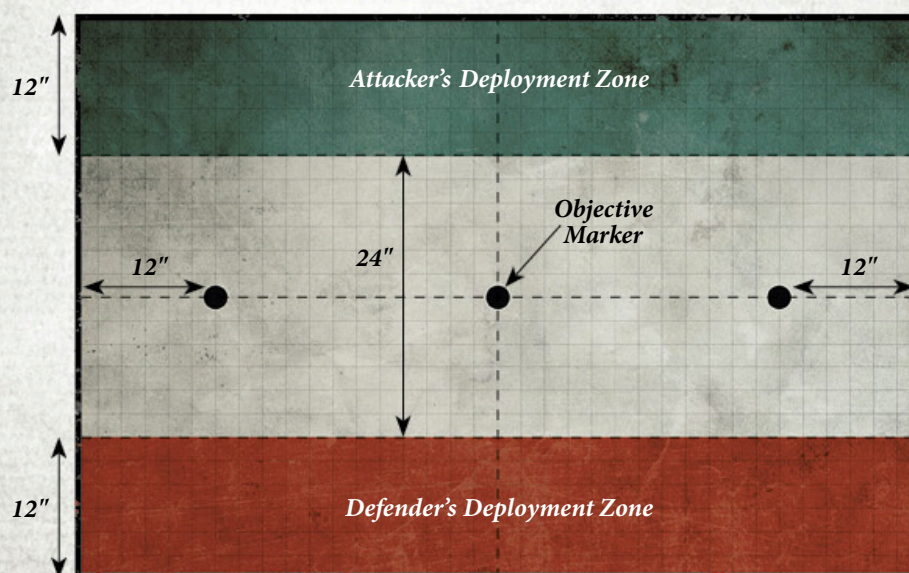 12"
Attacker's Deployment Zone
Objective
Marker
24"
12"
12"
12"
Defender's Deployment Zone